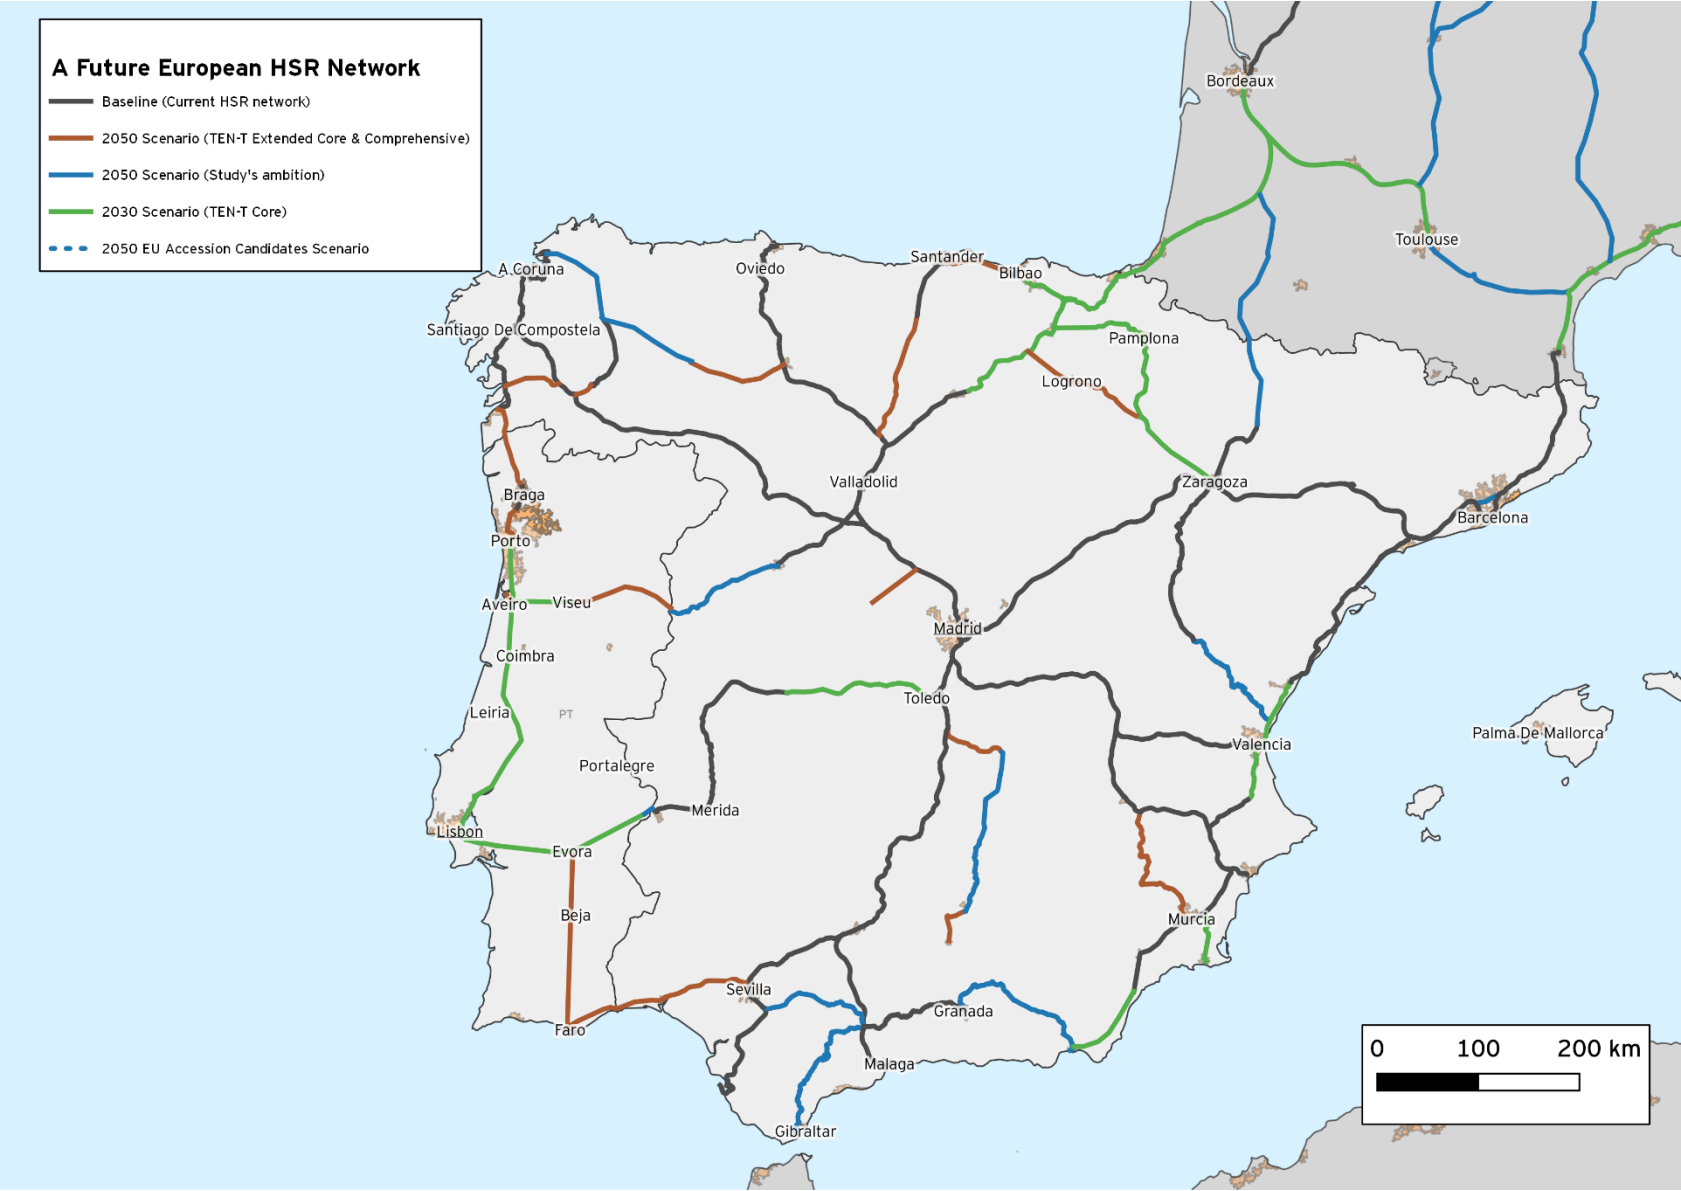 A Future European HSR Network
Baseline (Current HSR network)
2050 Scenario (TEN-T Extended Core & Comprehensive)
2050 Scenario (Study's ambition)
2030 Scenario (TEN-T Core)
2050 EU Accession Candidates Scenario
Bordeaux
Toulouse
A Coruna
Oviedo
Santander
Bilbao
Santiago De Compostela
Pamplona
Logrono
Valladolid
Zaragoza
Braga
Barcelona
Porto
Aveiro
Viseu
Madrid
Coimbra
Toledo
Leiria
PT
Palma De Mallorca
Valencia
Portalegre
Merida
Lisbon
Evora
Beja
Murcia
Sevilla
Granada
Faro
Malaga
Gibraltar
0 100 200 km